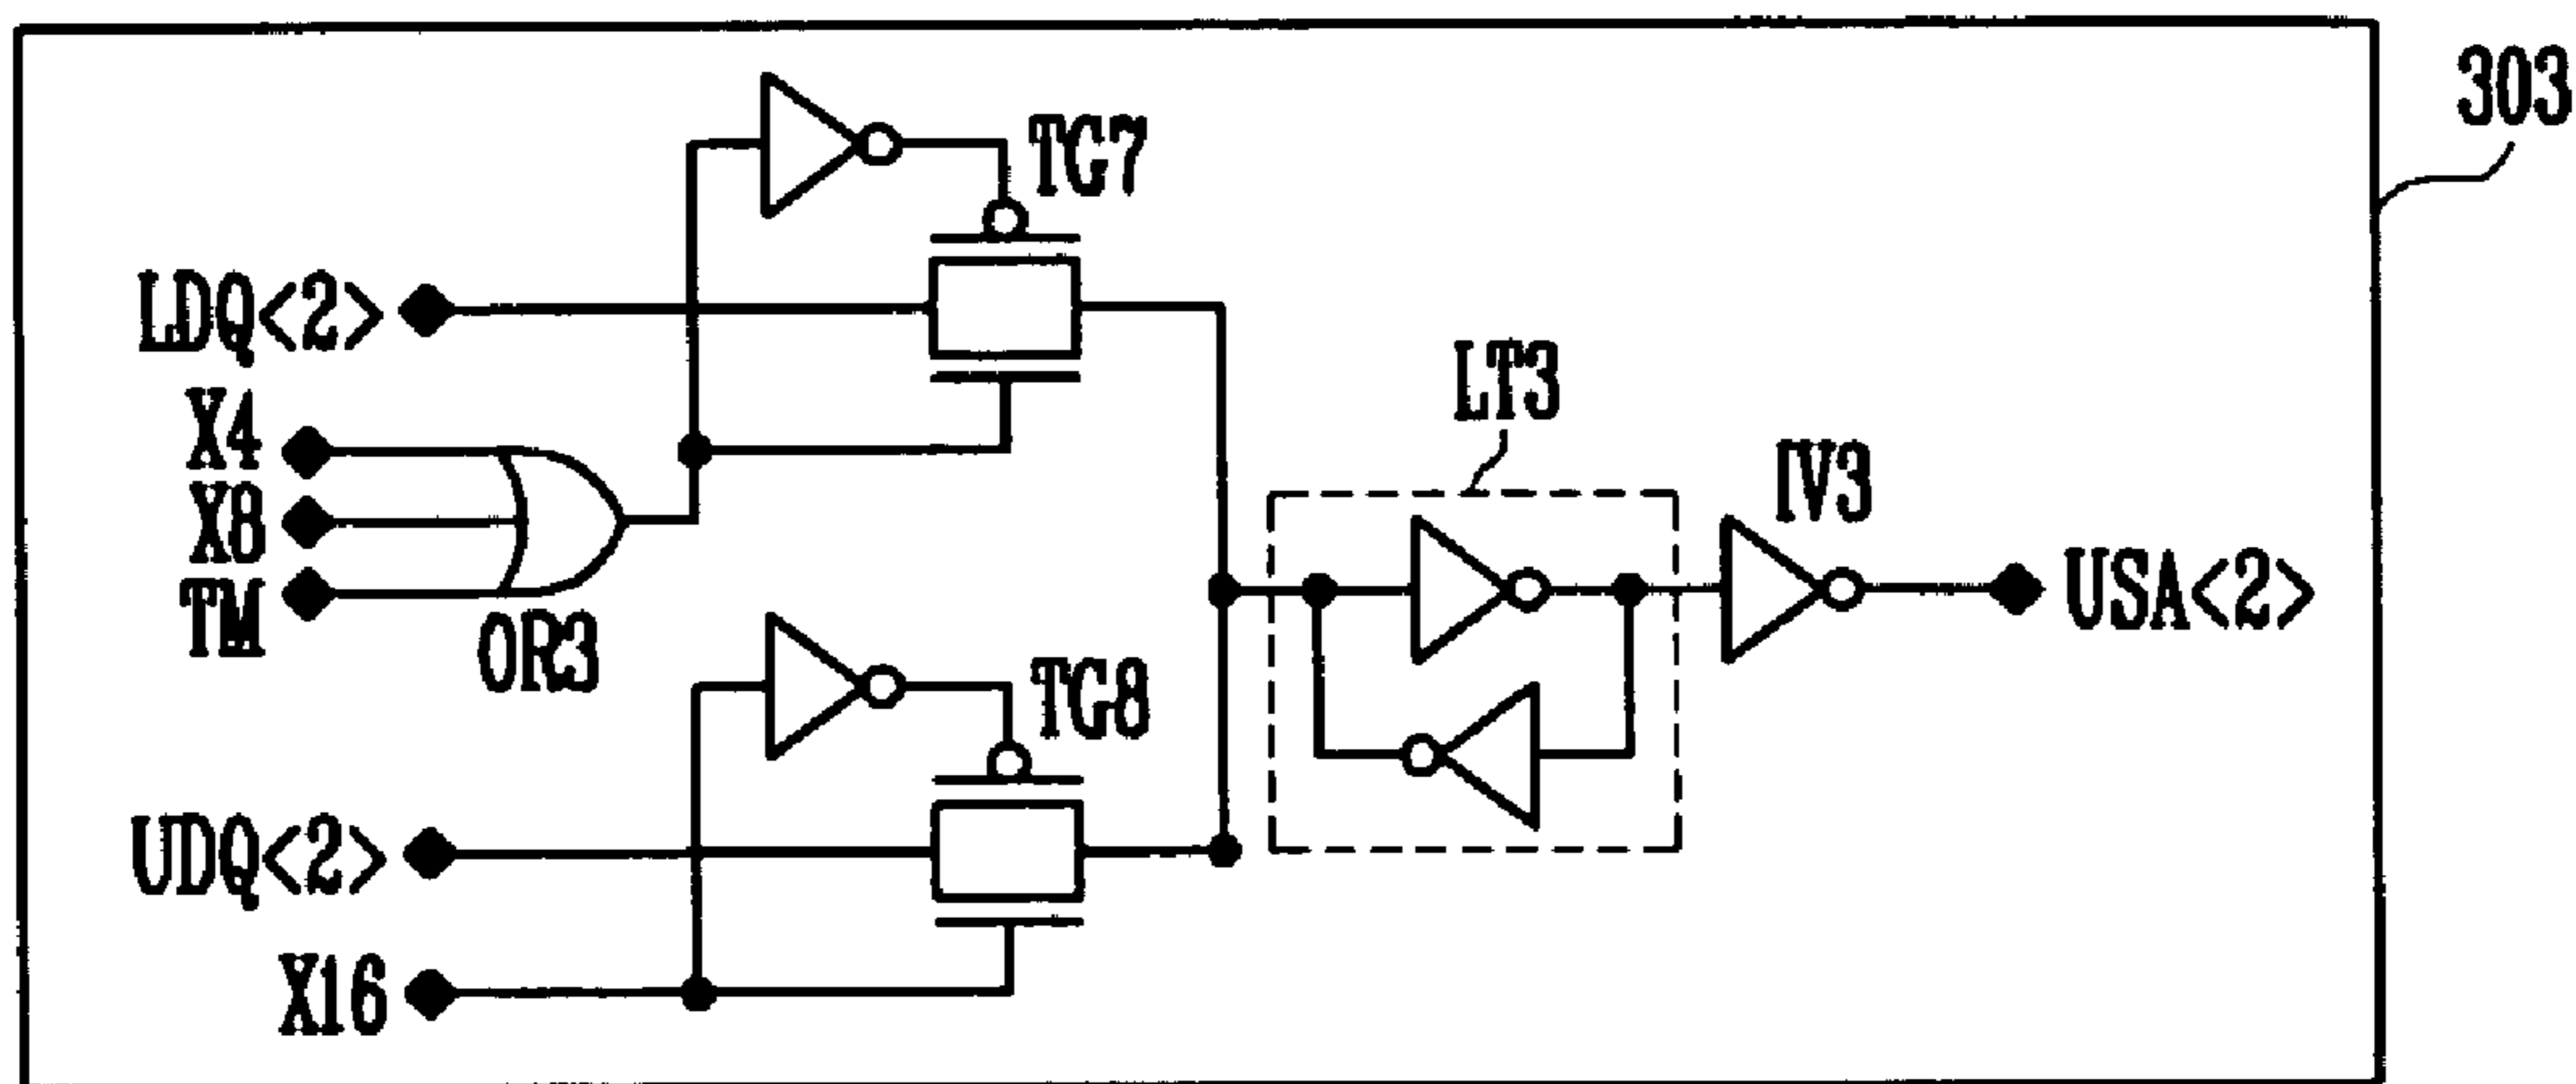 303
TG7
LDQ<2>
LT3
X4
IV3
X8
USA<2>
TM
OR3
TG8
UDQ<2>
X16